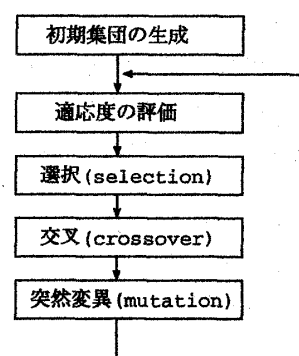 初期集団の生成
適応度の評価
選択(selection)
交叉(crossover)
突然変異(mutation)